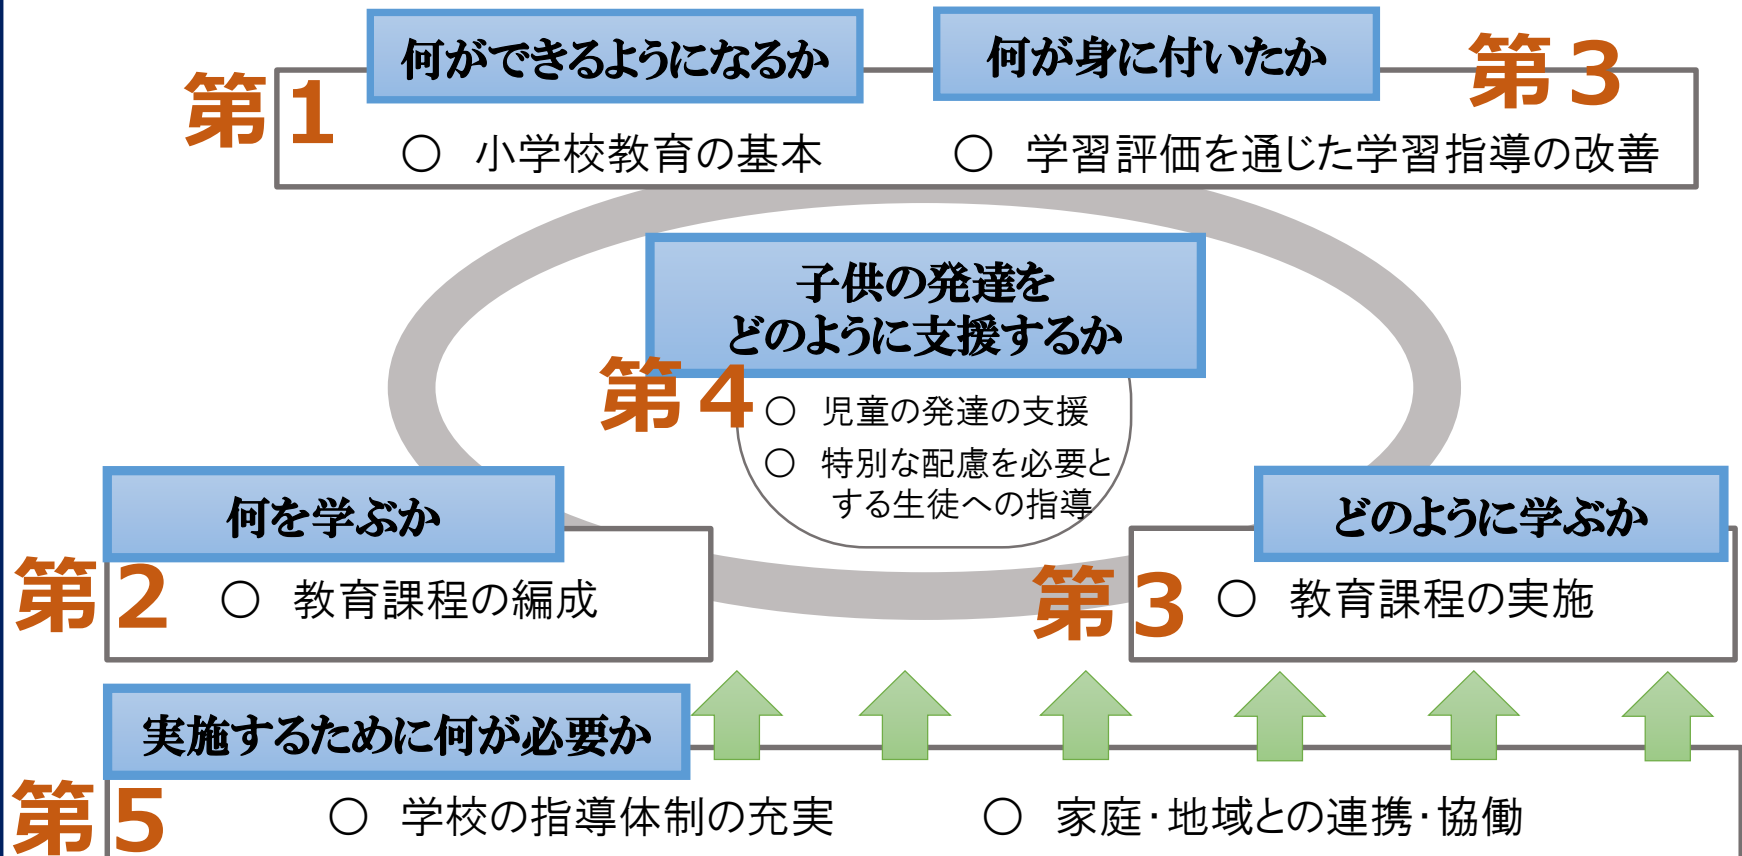 何ができるようになるか
何が身に付いたか
第1
第3
○ 小学校教育の基本
○ 学習評価を通じた学習指導の改善
子供の発達を
どのように支援するか
第4
○ 児童の発達の支援
○ 特別な配慮を必要と
する生徒への指導
何を学ぶか
どのように学ぶか
第2
○ 教育課程の編成
第3
○ 教育課程の実施
実施するために何が必要か
第5
○ 学校の指導体制の充実
○ 家庭・地域との連携・協働